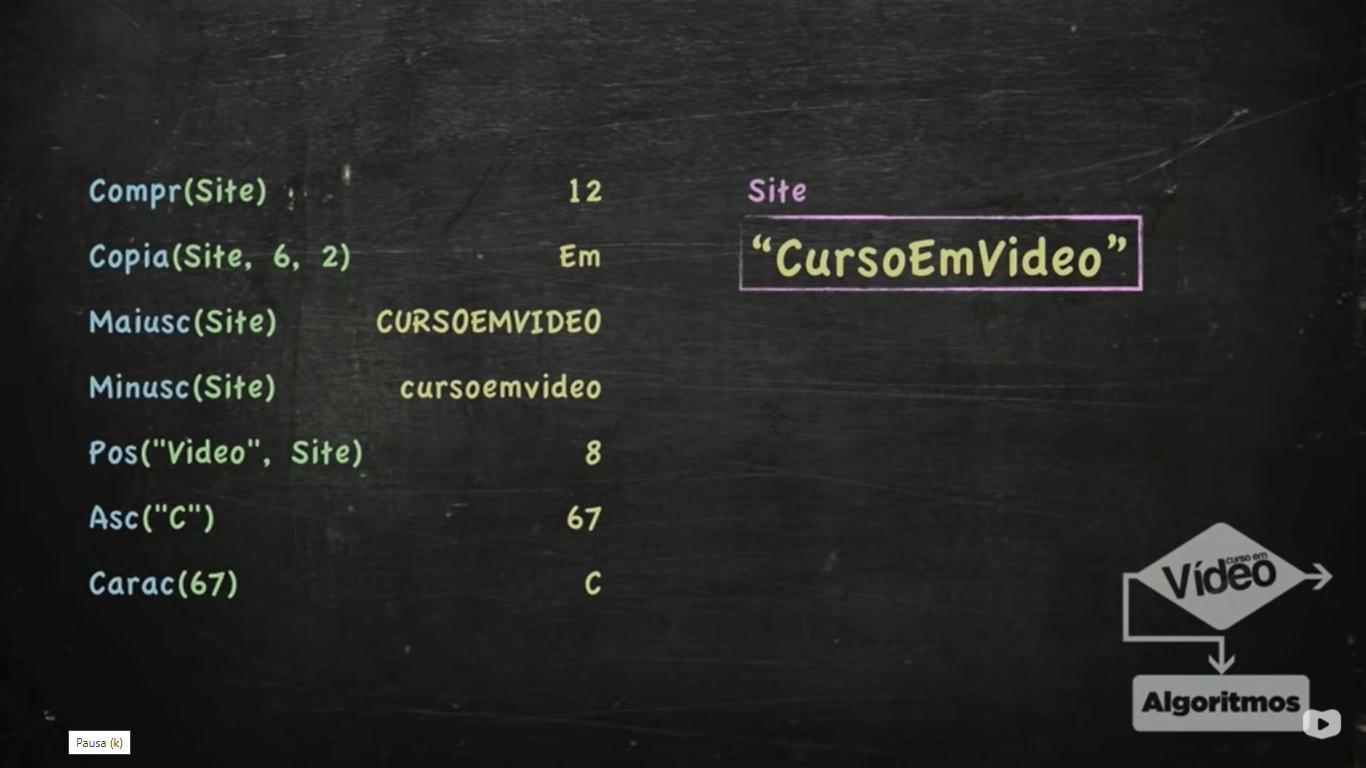 Compr(Site) 12
Copia(Site, 6, 2) Em
Maiusc(Site) CURSOEMVIDEO
Minusc(Site) cursoemvideo
Pos("Video", Site) 8
Asc("C") 67
Carac(67) C
Site
“CursoEmVideo”
curso em
Vídeo
Algoritmos
Pausa (k)